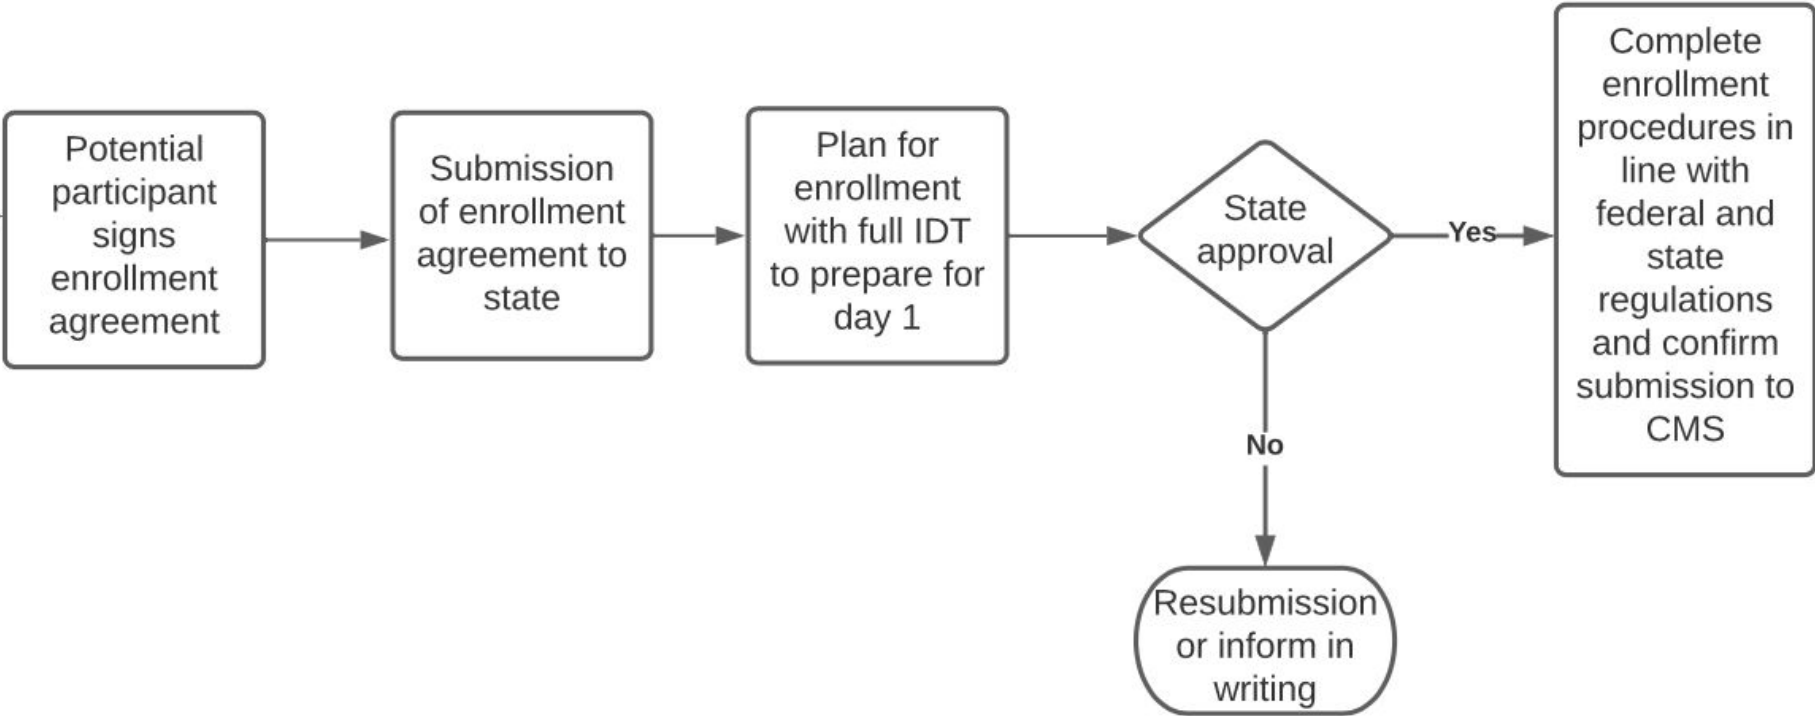 Potential
participant
signs
enrollment
agreement
Submission
of enrollment
agreement to
state
Plan for
enrollment
with full IDT
to prepare for
day 1
State
approval
Yes
Complete
enrollment
procedures in
line with
federal and
state
regulations
and confirm
submission to
CMS
No
Resubmission
or inform in
writing